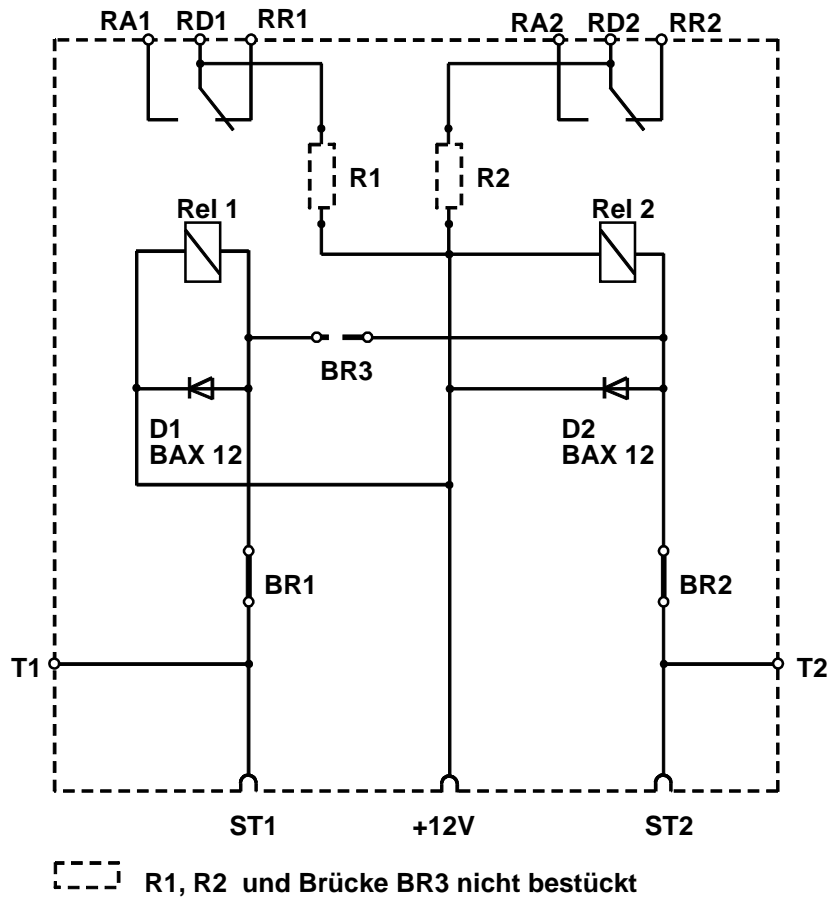 RA1 RD1 RR1 RA2 RD2 RR2
R1 R2
Rel 1 Rel 2
BR3
D1 D2
BAX 12 BAX 12
BR1 BR2
T1 T2
ST1 +12V ST2
R1, R2 und Brücke BR3 nicht bestückt